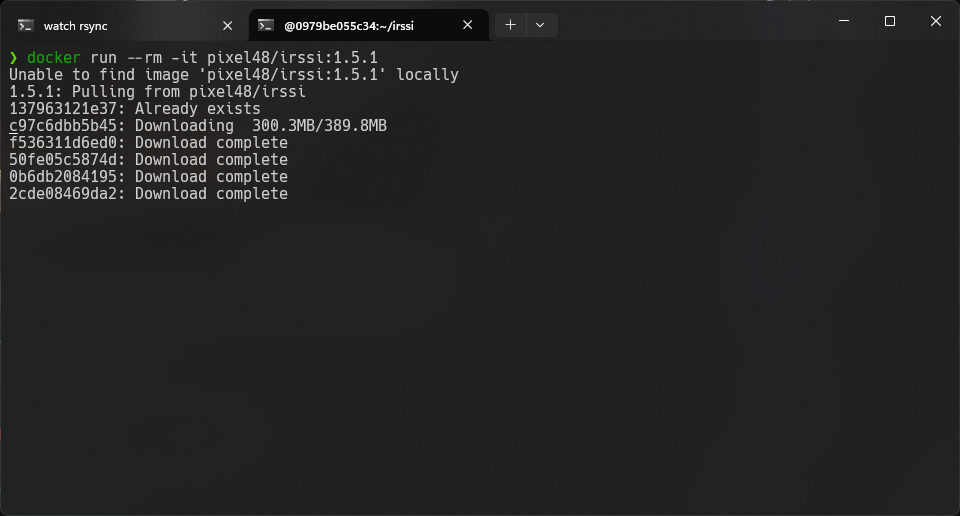 watch rsync
@0979be055c34:~/irssi
❯ docker run --rm -it pixel48/irssi:1.5.1
Unable to find image 'pixel48/irssi:1.5.1' locally
1.5.1: Pulling from pixel48/irssi
137963121e37: Already exists
c97c6dbb5b45: Downloading  300.3MB/389.8MB
f536311d6ed0: Download complete
50fe05c5874d: Download complete
0b6db2084195: Download complete
2cde08469da2: Download complete